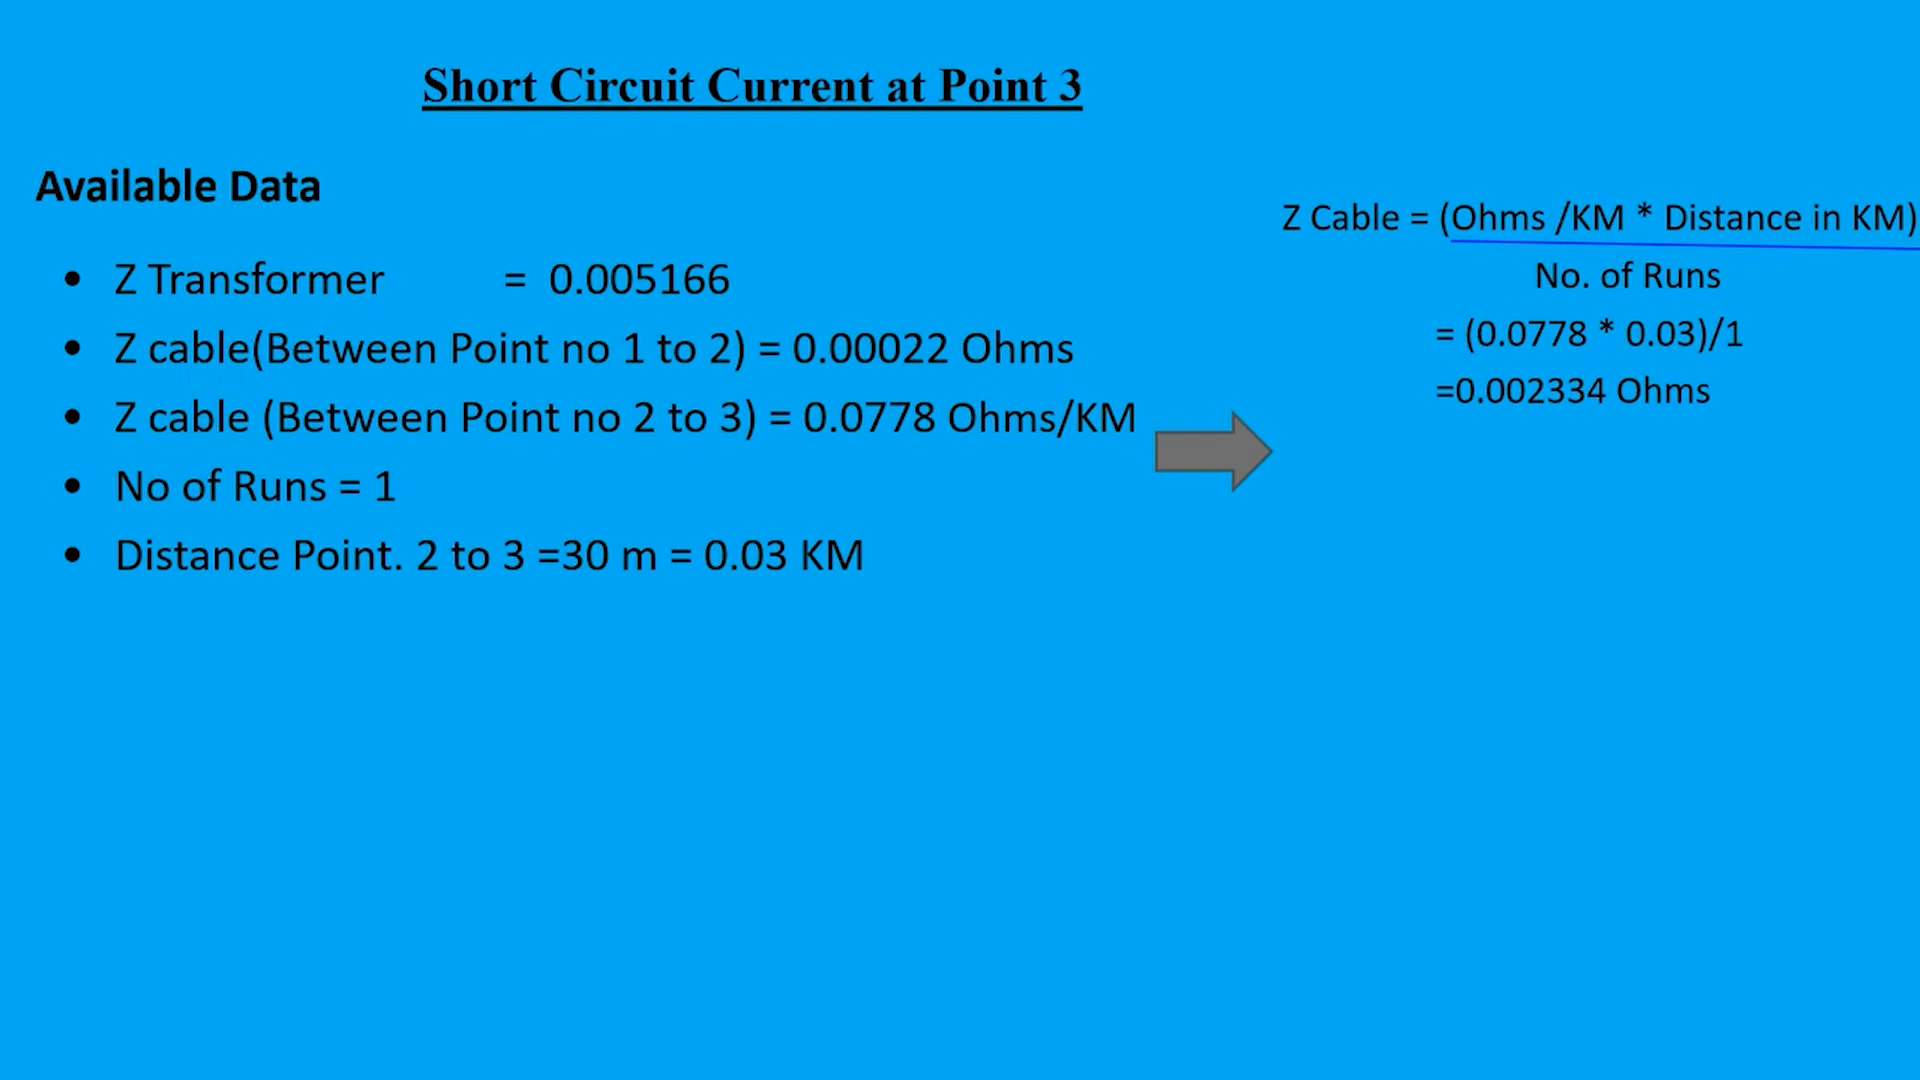 Short Circuit Current at Point 3
Available Data
• Z Transformer = 0.005166
• Z cable(Between Point no 1 to 2) = 0.00022 Ohms
• Z cable (Between Point no 2 to 3) = 0.0778 Ohms/KM
• No of Runs = 1
• Distance Point. 2 to 3 =30 m = 0.03 KM
Z Cable = (Ohms /KM * Distance in KM)
No. of Runs
= (0.0778 * 0.03)/1
=0.002334 Ohms